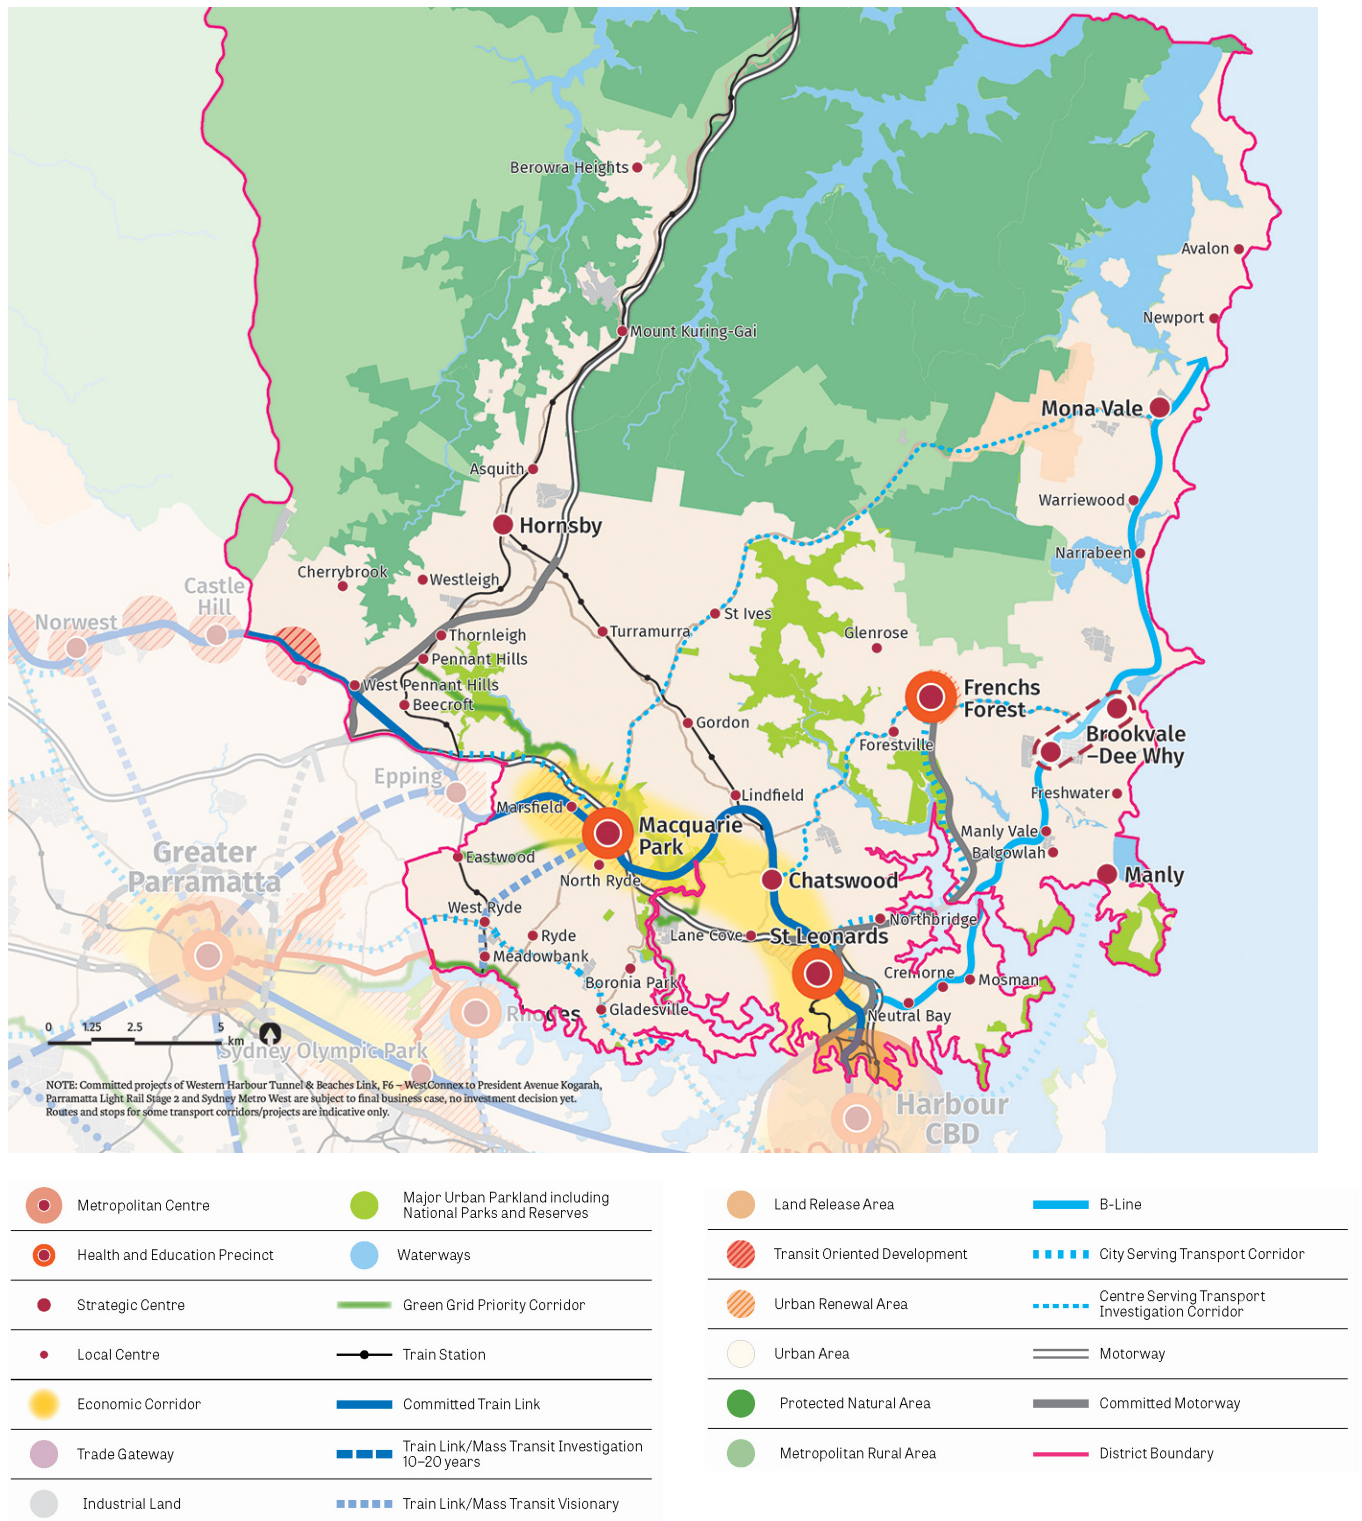 Berowra Heights
Avalon
Newport
Mount Kuring-Gai
Mona Vale
Asquith
Warriewood
Hornsby
Narrabeen
Cherrybrook
Westleigh
Castle
Hill
Norwest
St Ives
Thornleigh
Turramurra
Glenrose
Pennant Hills
West Pennant Hills
Beecroft
Frenchs
Forest
Gordon
Forestville
Brookvale
-Dee Why
Epping
Lindfield
Freshwater
Marsfield
Macquarie
Park
Manly Vale
Balgowlah
Greater
Parramatta
Eastwood
North Ryde
Chatswood
Manly
West Ryde
Northbridge
Ryde
Lane Cove
St Leonards
Meadowbank
Boronia Park
Cremorne
Mosman
Rhodes
Gladesville
Neutral Bay
0 1.25 2.5 5
km
Sydney Olympic Park
NOTE: Committed projects of Western Harbour Tunnel & Beaches Link, F6 – WestConnex to President Avenue Kogarah,
Parramatta Light Rail Stage 2 and Sydney Metro West are subject to final business case, no investment decision yet.
Routes and stops for some transport corridors/projects are indicative only.
Harbour
CBD
Metropolitan Centre
Health and Education Precinct
Strategic Centre
Local Centre
Economic Corridor
Trade Gateway
Industrial Land
Major Urban Parkland including
National Parks and Reserves
Waterways
Green Grid Priority Corridor
Train Station
Committed Train Link
Train Link/Mass Transit Investigation
10–20 years
Train Link/Mass Transit Visionary
Land Release Area
Transit Oriented Development
Urban Renewal Area
Urban Area
Protected Natural Area
Metropolitan Rural Area
B-Line
City Serving Transport Corridor
Centre Serving Transport
Investigation Corridor
Motorway
Committed Motorway
District Boundary